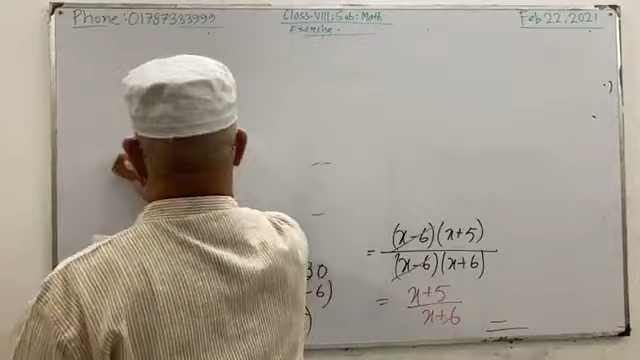 Phone: 01787333999
Class-VIII; Sub: Math
Exercise -
Feb 22, 2021
30
-6)
)
= (x-6)(x+5)
(x-6)(x+6)
= x+5
x+6